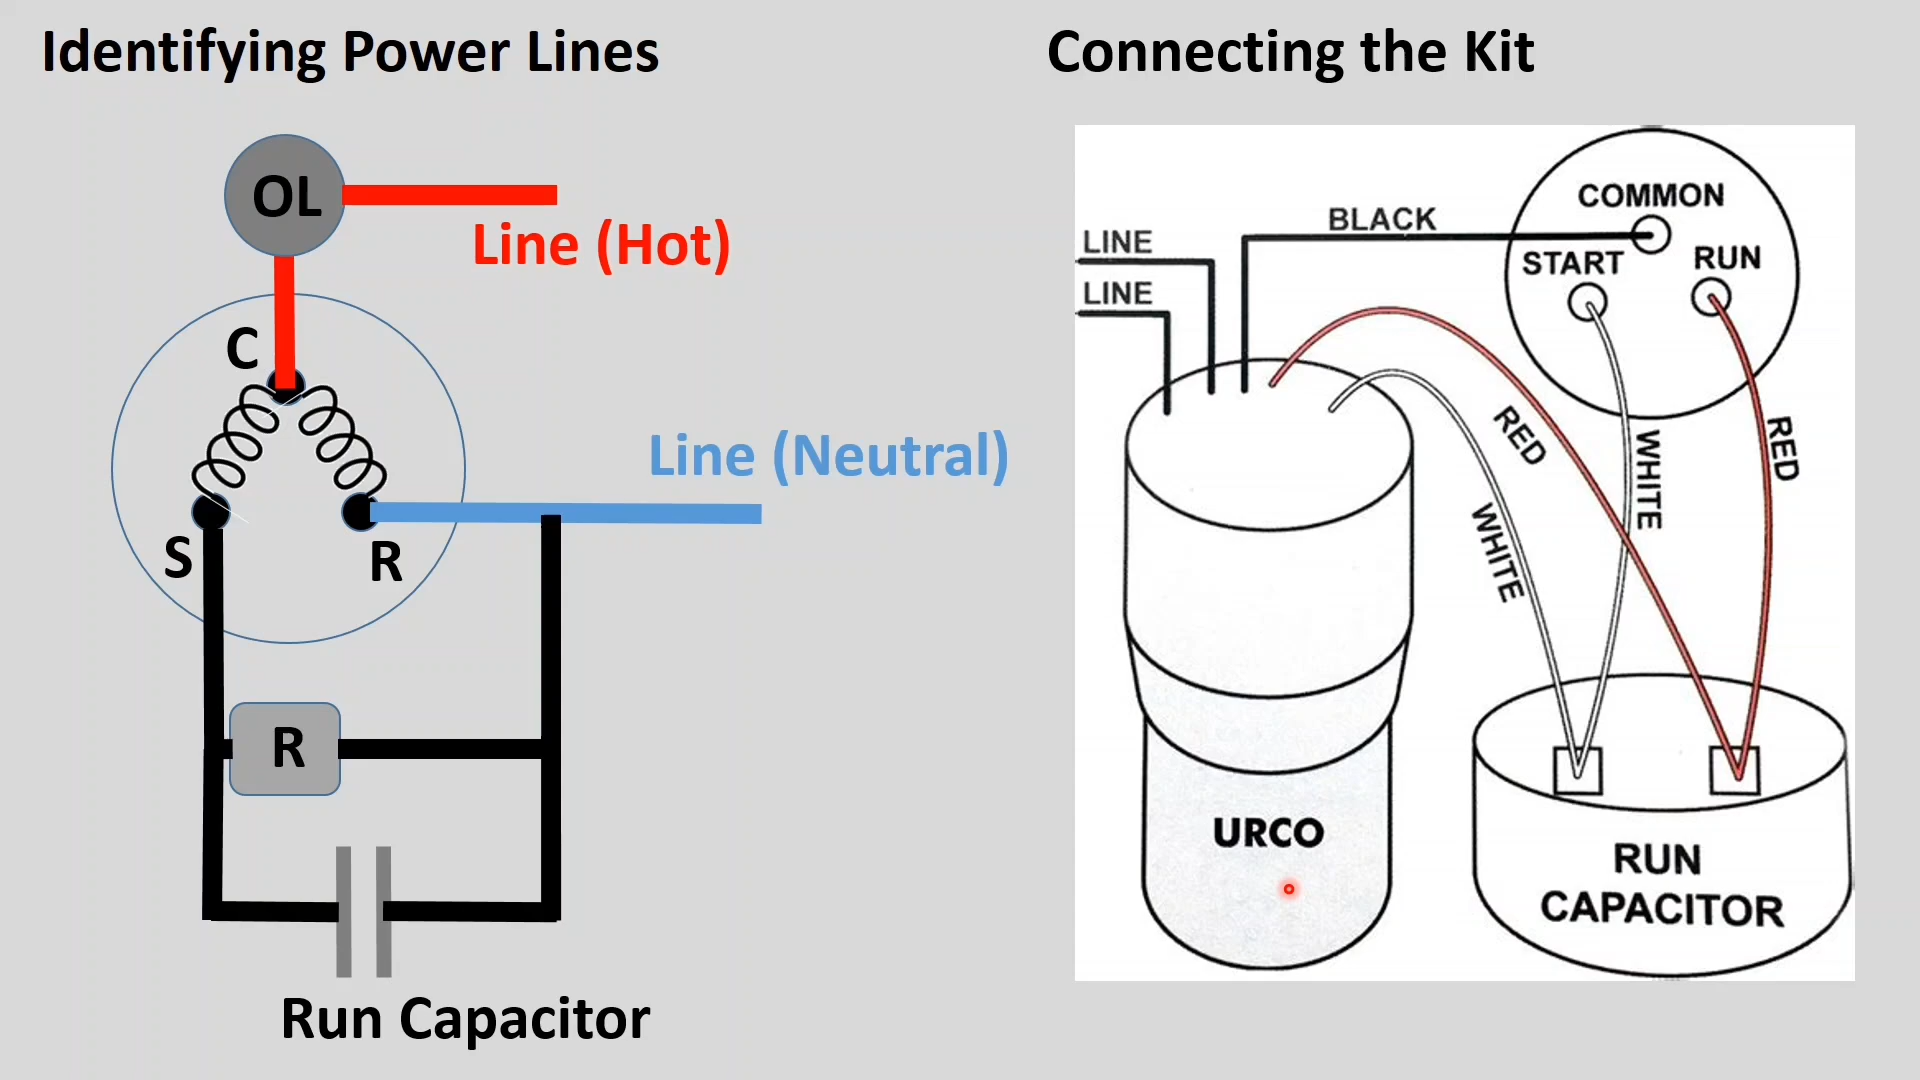 Identifying Power Lines
OL
Line (Hot)
C
Line (Neutral)
S
R
R
Run Capacitor
Connecting the Kit
COMMON
BLACK
LINE
START
RUN
LINE
RED
WHITE
RED
WHITE
URCO
RUN
CAPACITOR